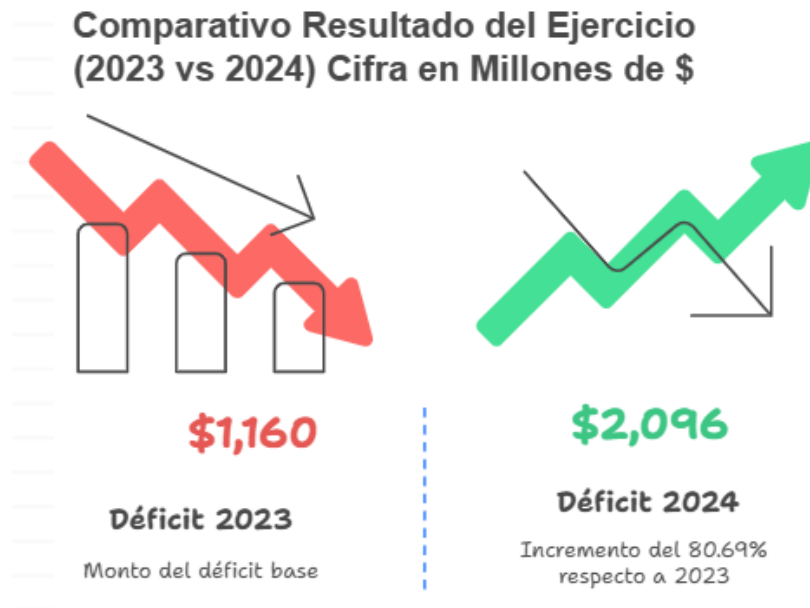 Comparativo Resultado del Ejercicio
(2023 vs 2024) Cifra en Millones de $
$1,160
Déficit 2023
Monto del déficit base
$2,096
Déficit 2024
Incremento del 80.69%
respecto a 2023